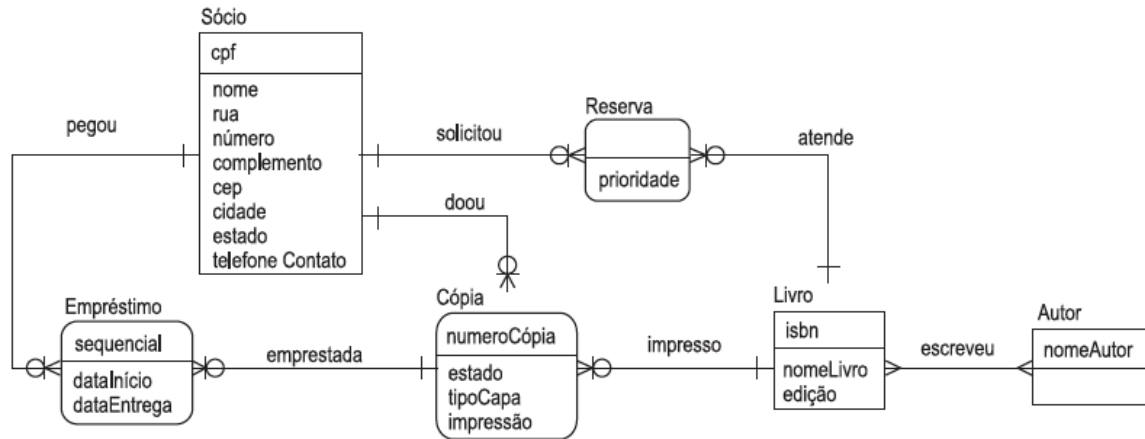 Sócio
cpf
nome
rua
número
complemento
cep
cidade
estado
telefone Contato
pegou
solicitou
Reserva
prioridade
atende
doou
Empréstimo
sequencial
dataInício
dataEntrega
emprestada
Cópia
numeroCópia
estado
tipoCapa
impressão
impresso
Livro
isbn
nomeLivro
edição
escreveu
Autor
nomeAutor